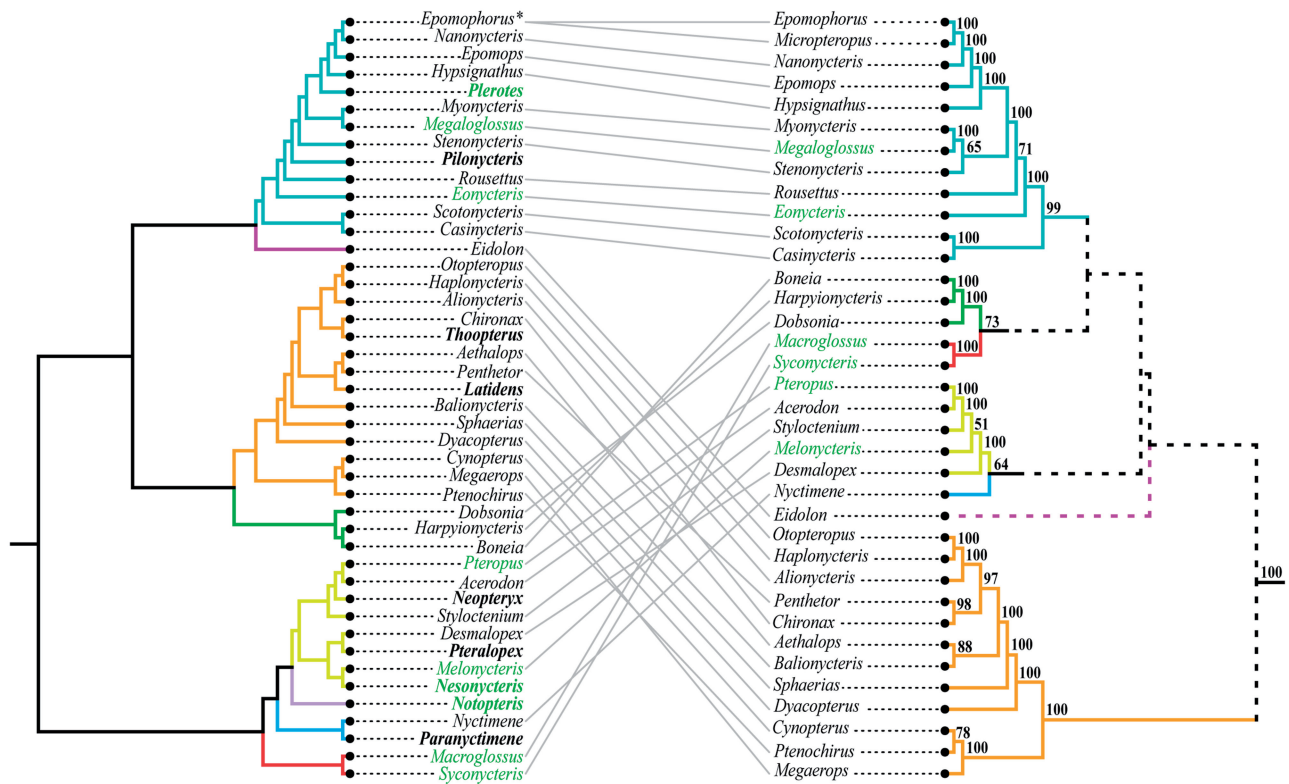 Epomophorus*
Nanonycteris
Epomops
Hypsignathus
Plerotes
Myonycteris
Megaloglossus
Stenonycteris
Pilonycteris
Rousettus
Eonycteris
Scotonycteris
Casinycteris
Eidolon
Otopteropus
Haplonycteris
Alionycteris
Chironax
Thoopterus
Aethalops
Penthetor
Latidens
Balionycteris
Sphaerias
Dyacopterus
Cynopterus
Megaerops
Ptenochirus
Dobsonia
Harpyionycteris
Boneia
Pteropus
Acerodon
Neopteryx
Styloctenium
Desmalopex
Pteralopex
Melonycteris
Nesonycteris
Notopteris
Nyctimene
Paranyctimene
Macroglossus
Syconycteris
Epomophorus
Micropteropus
Nanonycteris
Epomops
Hypsignathus
Myonycteris
Megaloglossus
Stenonycteris
Rousettus
Eonycteris
Scotonycteris
Casinycteris
Boneia
Harpyionycteris
Dobsonia
Macroglossus
Syconycteris
Pteropus
Acerodon
Styloctenium
Melonycteris
Desmalopex
Nyctimene
Eidolon
Otopteropus
Haplonycteris
Alionycteris
Penthetor
Chironax
Aethalops
Balionycteris
Sphaerias
Dyacopterus
Cynopterus
Ptenochirus
Megaerops
100
100
100
100
100
100
65
71
100
99
100
100
100
73
100
100
100
51
100
64
100
100
97
98
100
88
100
100
100
78
100
100